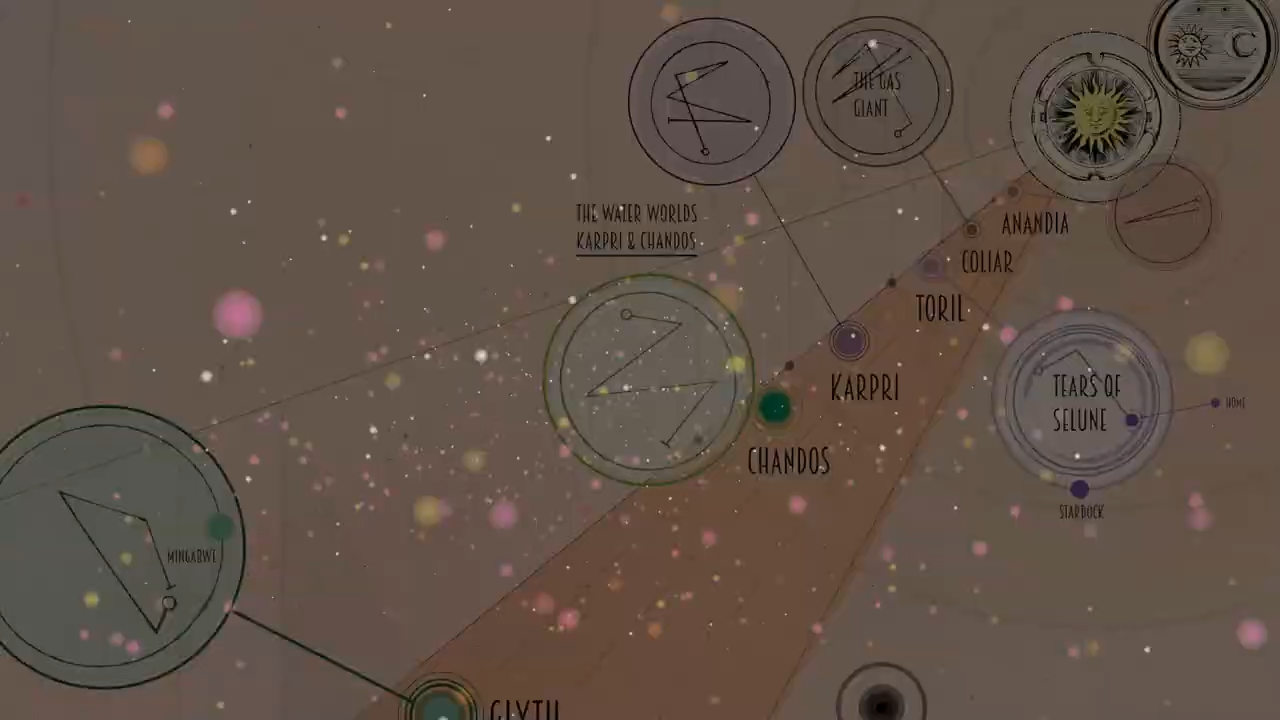 THE GAS
GIANT
THE WATER WORLDS
KARPRI & CHANDOS
ANANDIA
COLIAR
TORIL
KARPRI
TEARS OF
SELUNE
HOME
CHANDOS
STARDOCK
MINGABWE
GLYTH